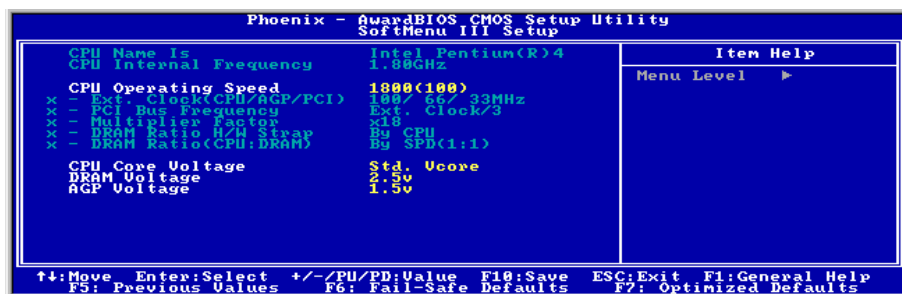 Phoenix - AwardBIOS CMOS Setup Utility
SoftMenu III Setup
CPU Name Is Intel Pentium(R)4
CPU Internal Frequency 1.80GHz
CPU Operating Speed 1800(100)
x - Ext. Clock(CPU/AGP/PCI) 100/ 66/ 33MHz
x - PCI Bus Frequency Ext. Clock/3
x - Multiplier Factor x18
x - DRAM Ratio H/W Strap By CPU
x - DRAM Ratio(CPU:DRAM) By SPD(1:1)
CPU Core Voltage Std. Vcore
DRAM Voltage 2.5v
AGP Voltage 1.5v
Item Help
Menu Level ►
↑↓:Move Enter:Select +/-/PU/PD:Value F10:Save ESC:Exit F1:General Help
F5: Previous Values F6: Fail-Safe Defaults F7: Optimized Defaults